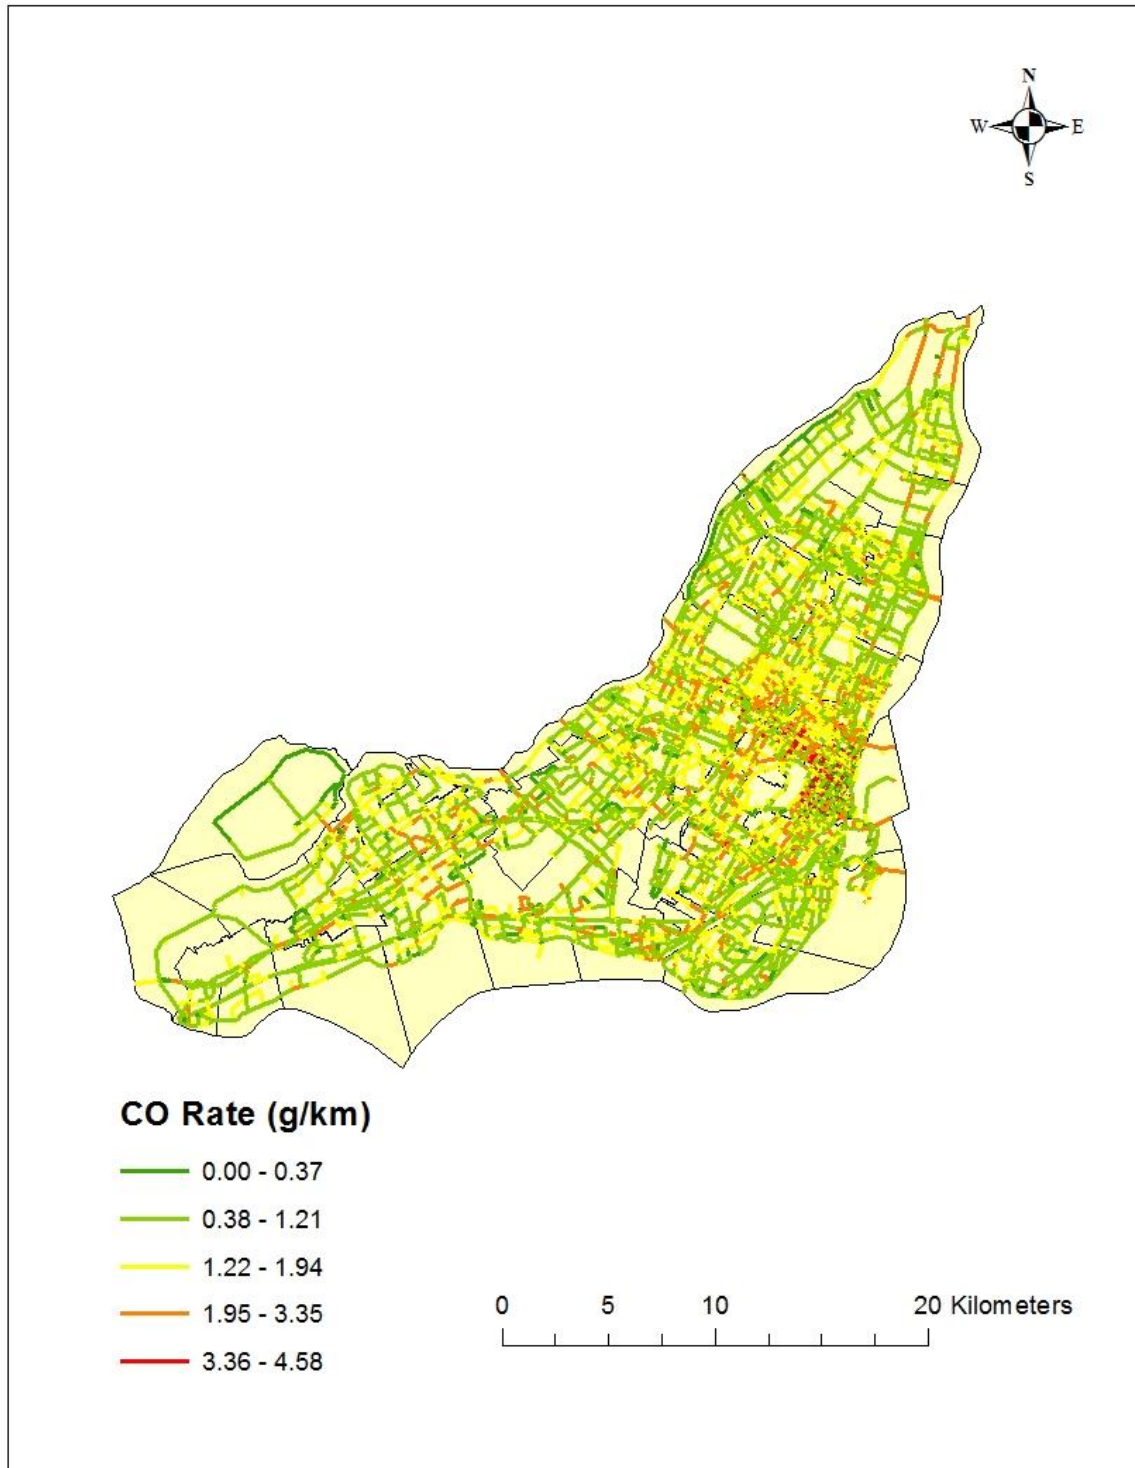 N
W E
S
CO Rate (g/km)
0.00 - 0.37
0.38 - 1.21
1.22 - 1.94
1.95 - 3.35
3.36 - 4.58
0 5 10 20 Kilometers